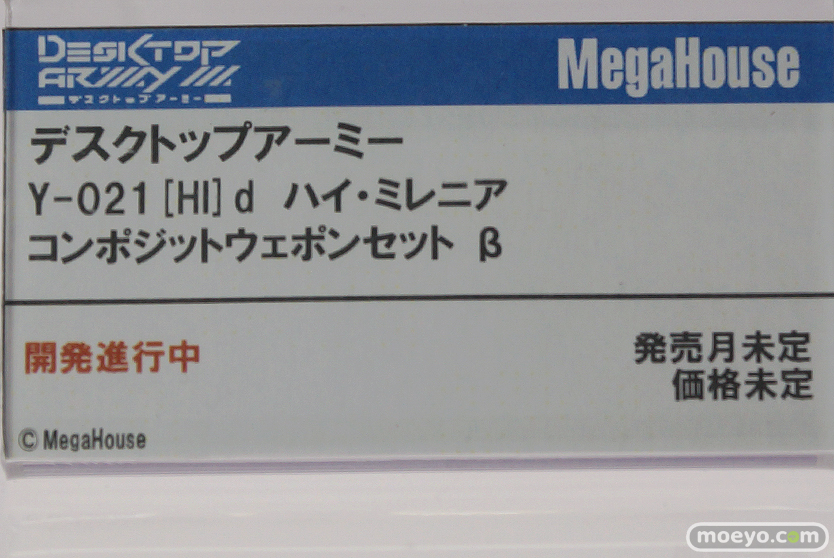 DESKTOP
ARMY
デスクトップアーミー
MegaHouse
デスクトップアーミー
Y-021 [HI] d ハイ・ミレニア
コンポジットウェポンセット β
開発進行中
発売月未定
価格未定
© MegaHouse
moeyo.com